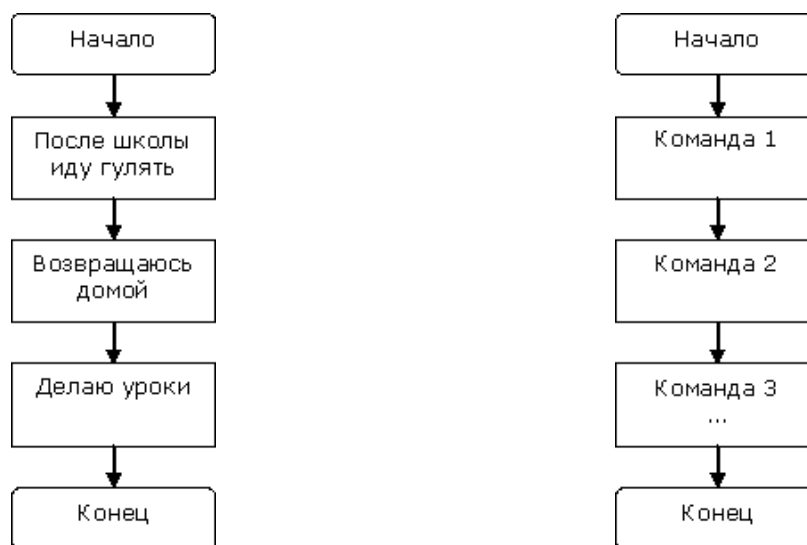 Начало
После школы
иду гулять
Возвращаюсь
домой
Делаю уроки
Конец
Начало
Команда 1
Команда 2
Команда 3
...
Конец